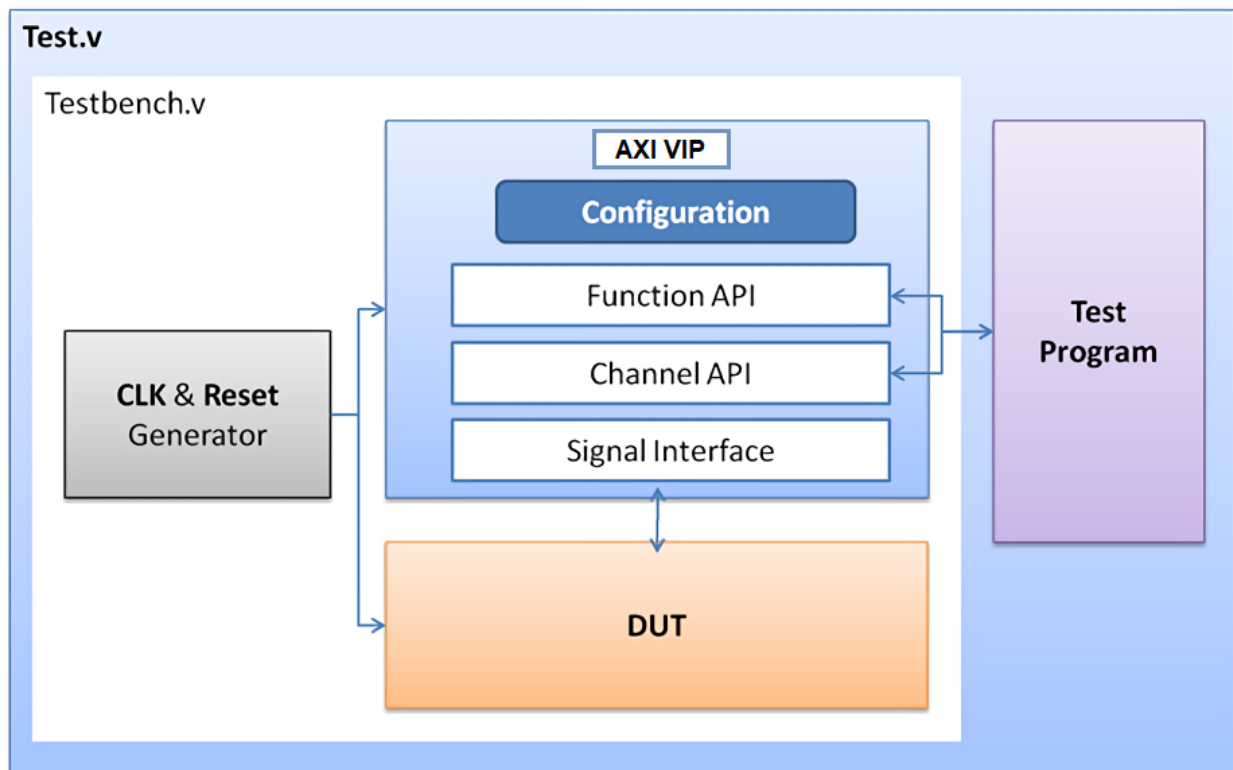 Test.v
Testbench.v
AXI VIP
Configuration
Function API
Channel API
Signal Interface
CLK & Reset
Generator
DUT
Test
Program